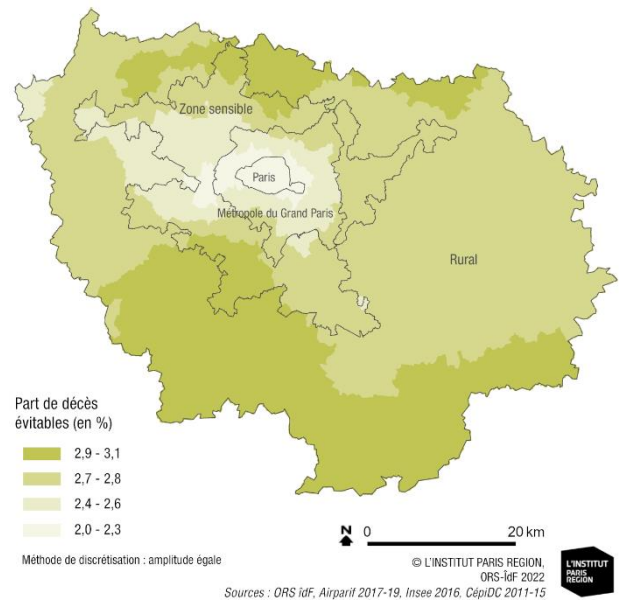 Zone sensible
Paris
Métropole du Grand Paris
Rural
Part de décès
évitables (en %)
2,9 - 3,1
2,7 - 2,8
2,4 - 2,6
2,0 - 2,3
Méthode de discrétisation : amplitude égale
N 0 20 km
© L'INSTITUT PARIS REGION,
ORS-ÎdF 2022
Sources : ORS îdF, Airparif 2017-19, Insee 2016, CépiDC 2011-15
L'INSTITUT
PARIS
REGION